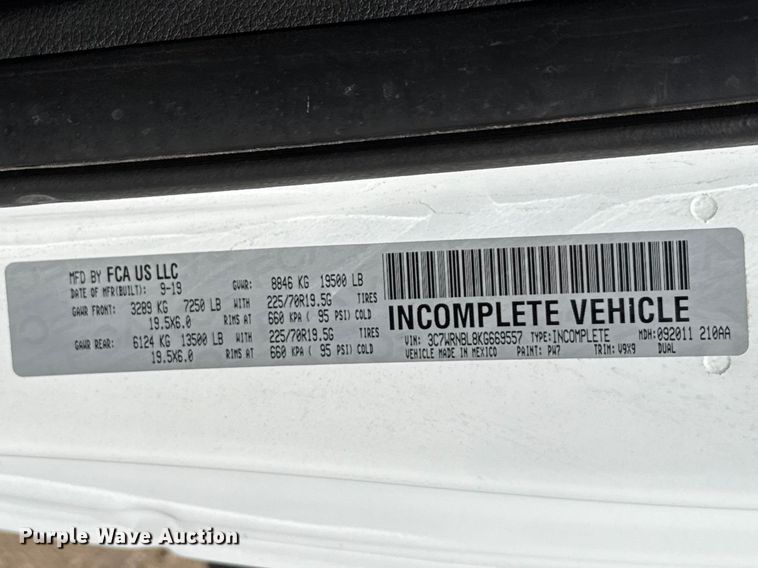 MFD BY FCA US LLC
DATE OF MFR(BUILT): 9-19 GVWR: 8846 KG 19500 LB
GAWR FRONT: 3289 KG 7250 LB WITH 225/70R19.5G TIRES
19.5X6.0 RIMS AT 660 KPA ( 95 PSI) COLD
GAWR REAR: 6124 KG 13500 LB WITH 225/70R19.5G TIRES
19.5X6.0 RIMS AT 660 KPA ( 95 PSI) COLD
INCOMPLETE VEHICLE
VIN: 3C7WRNBL8KG669557 TYPE:INCOMPLETE MDH:092011 210AA
VEHICLE MADE IN MEXICO PAINT: PW7 TRIM: V9X9 DUAL
Purple Wave Auction